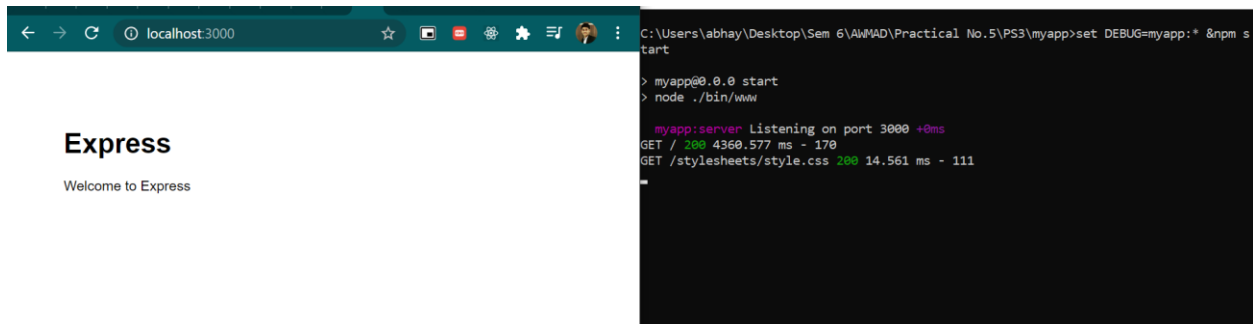 localhost:3000
Express
Welcome to Express
C:\Users\abhay\Desktop\Sem 6\AWMAD\Practical No.5\PS3\myapp>set DEBUG=myapp:* &npm s
tart
> myapp@0.0.0 start
> node ./bin/www
myapp:server Listening on port 3000 +0ms
GET / 200 4360.577 ms - 170
GET /stylesheets/style.css 200 14.561 ms - 111